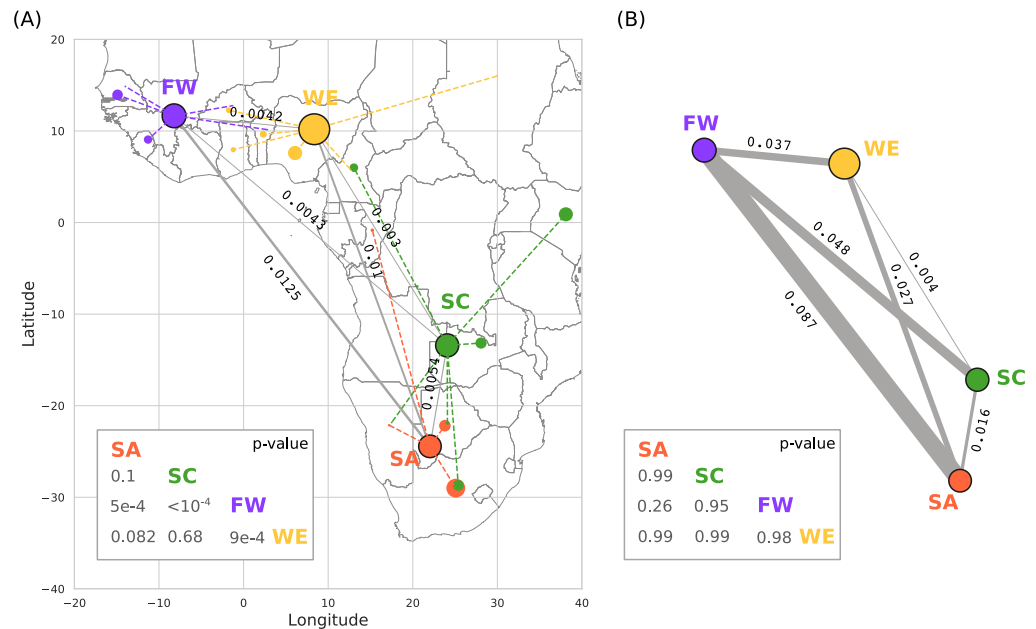 (A)
(B)
20
10
0
−10
−20
−30
−40
Latitude
−20
−10
0
10
20
30
40
Longitude
FW
WE
SC
SA
0.0042
0.0043
0.003
0.01
0.0125
0.0054
p-value
SA
0.1 SC
5e-4 <10⁻⁴ FW
0.082 0.68 9e-4 WE
FW
WE
SC
SA
0.037
0.048
0.004
0.027
0.087
0.016
p-value
SA
0.99 SC
0.26 0.95 FW
0.99 0.99 0.98 WE